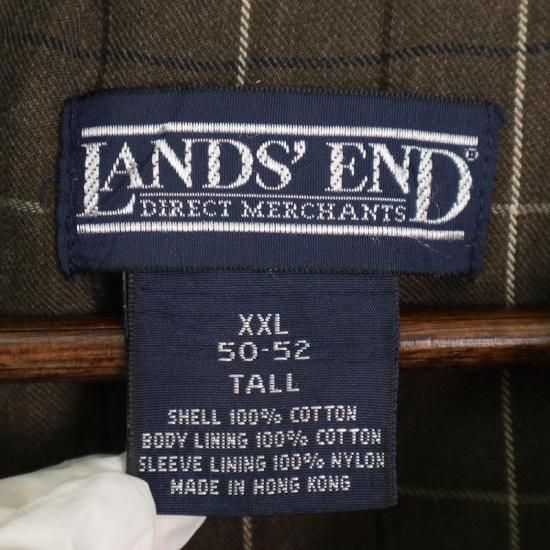 LANDS' END®
DIRECT MERCHANTS
XXL
50-52
TALL
SHELL 100% COTTON
BODY LINING 100% COTTON
SLEEVE LINING 100% NYLON
MADE IN HONG KONG